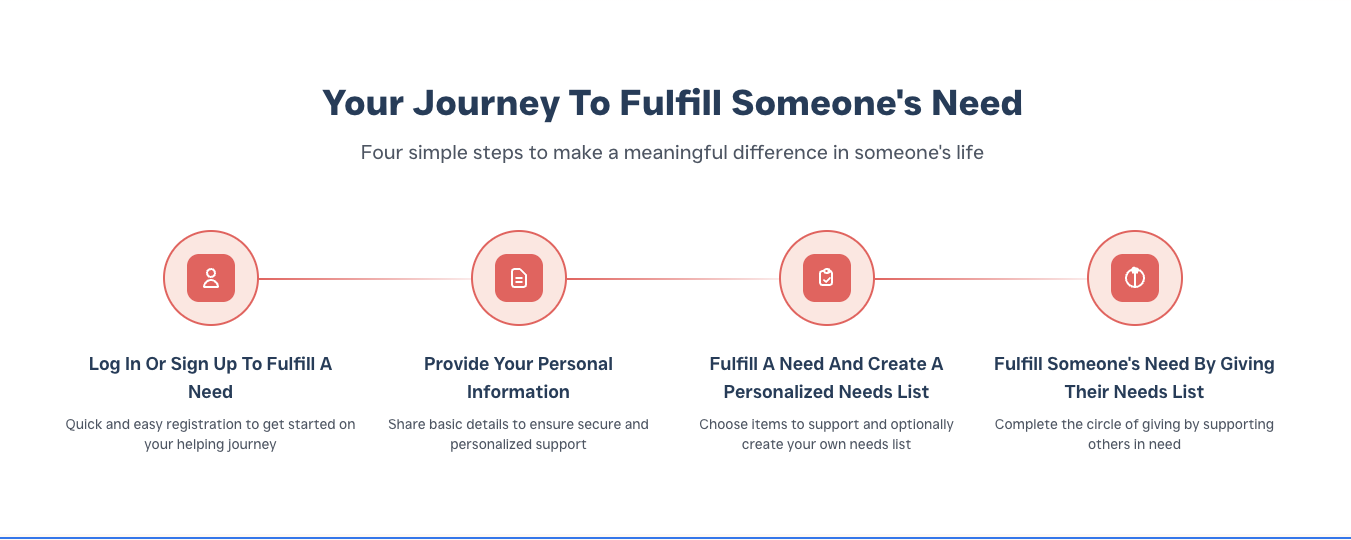 Your Journey To Fulfill Someone's Need
Four simple steps to make a meaningful difference in someone's life
Log In Or Sign Up To Fulfill A
Need
Quick and easy registration to get started on
your helping journey
Provide Your Personal
Information
Share basic details to ensure secure and
personalized support
Fulfill A Need And Create A
Personalized Needs List
Choose items to support and optionally
create your own needs list
Fulfill Someone's Need By Giving
Their Needs List
Complete the circle of giving by supporting
others in need